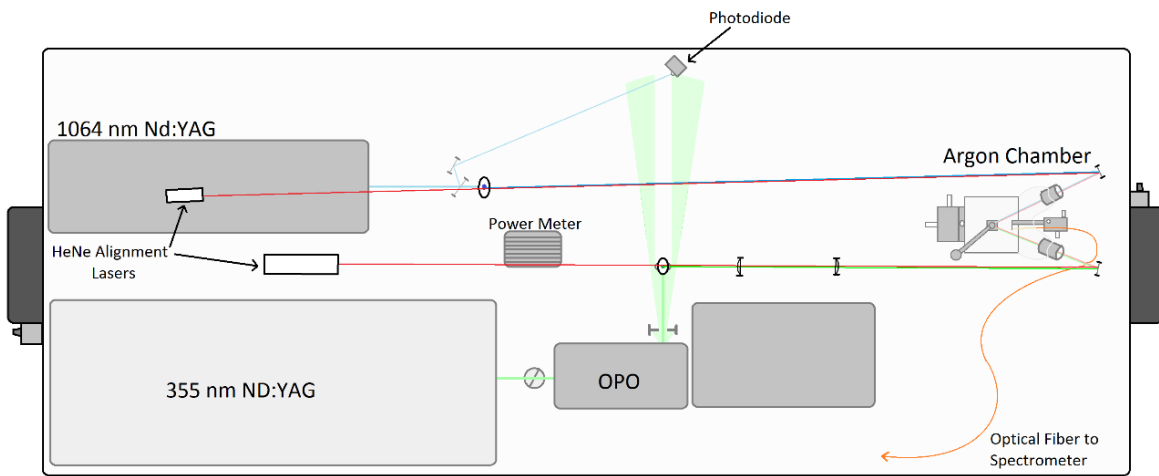 Photodiode
1064 nm Nd:YAG
Argon Chamber
Power Meter
HeNe Alignment
Lasers
355 nm ND:YAG
OPO
Optical Fiber to
Spectrometer